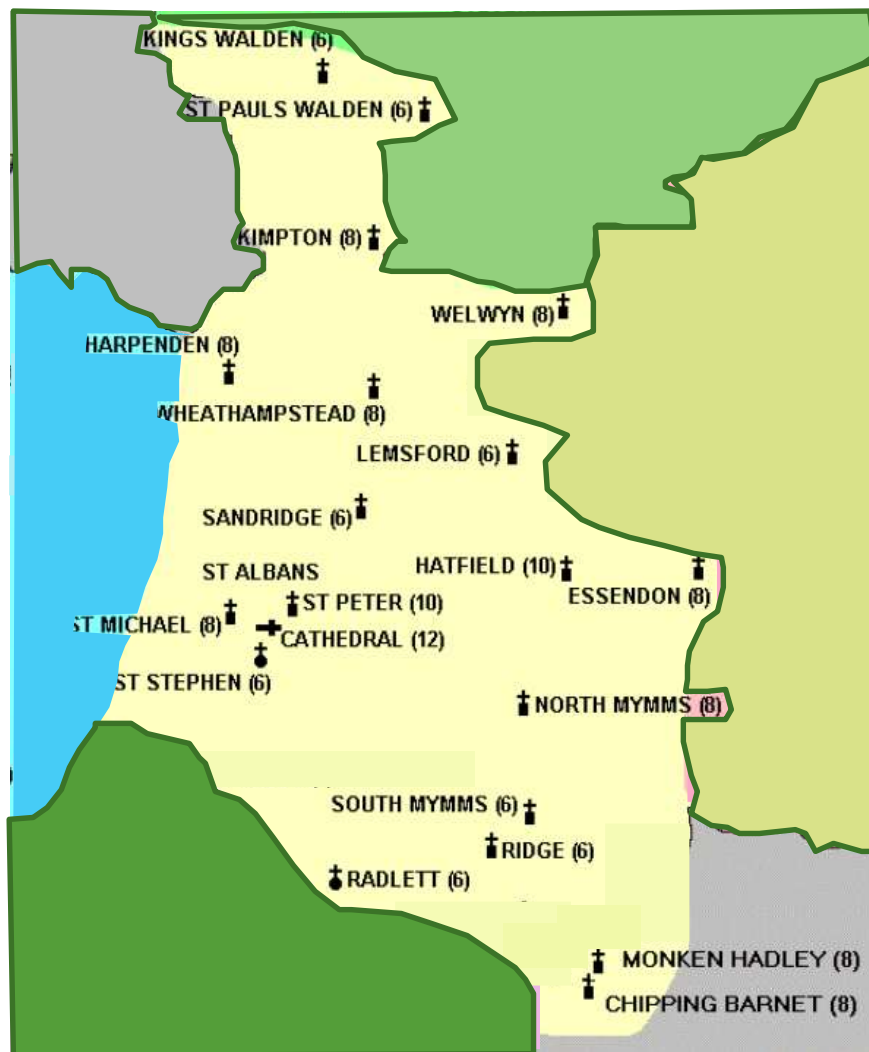 KINGS WALDEN (6)
ST PAULS WALDEN (6)
KIMPTON (8)
WELWYN (8)
HARPENDEN (8)
WHEATHAMPSTEAD (8)
LEMSFORD (6)
SANDRIDGE (6)
HATFIELD (10)
ST ALBANS
ESSENDON (8)
ST PETER (10)
ST MICHAEL (8)
CATHEDRAL (12)
ST STEPHEN (6)
NORTH MYMMS (8)
SOUTH MYMMS (6)
RIDGE (6)
RADLETT (6)
MONKEN HADLEY (8)
CHIPPING BARNET (8)